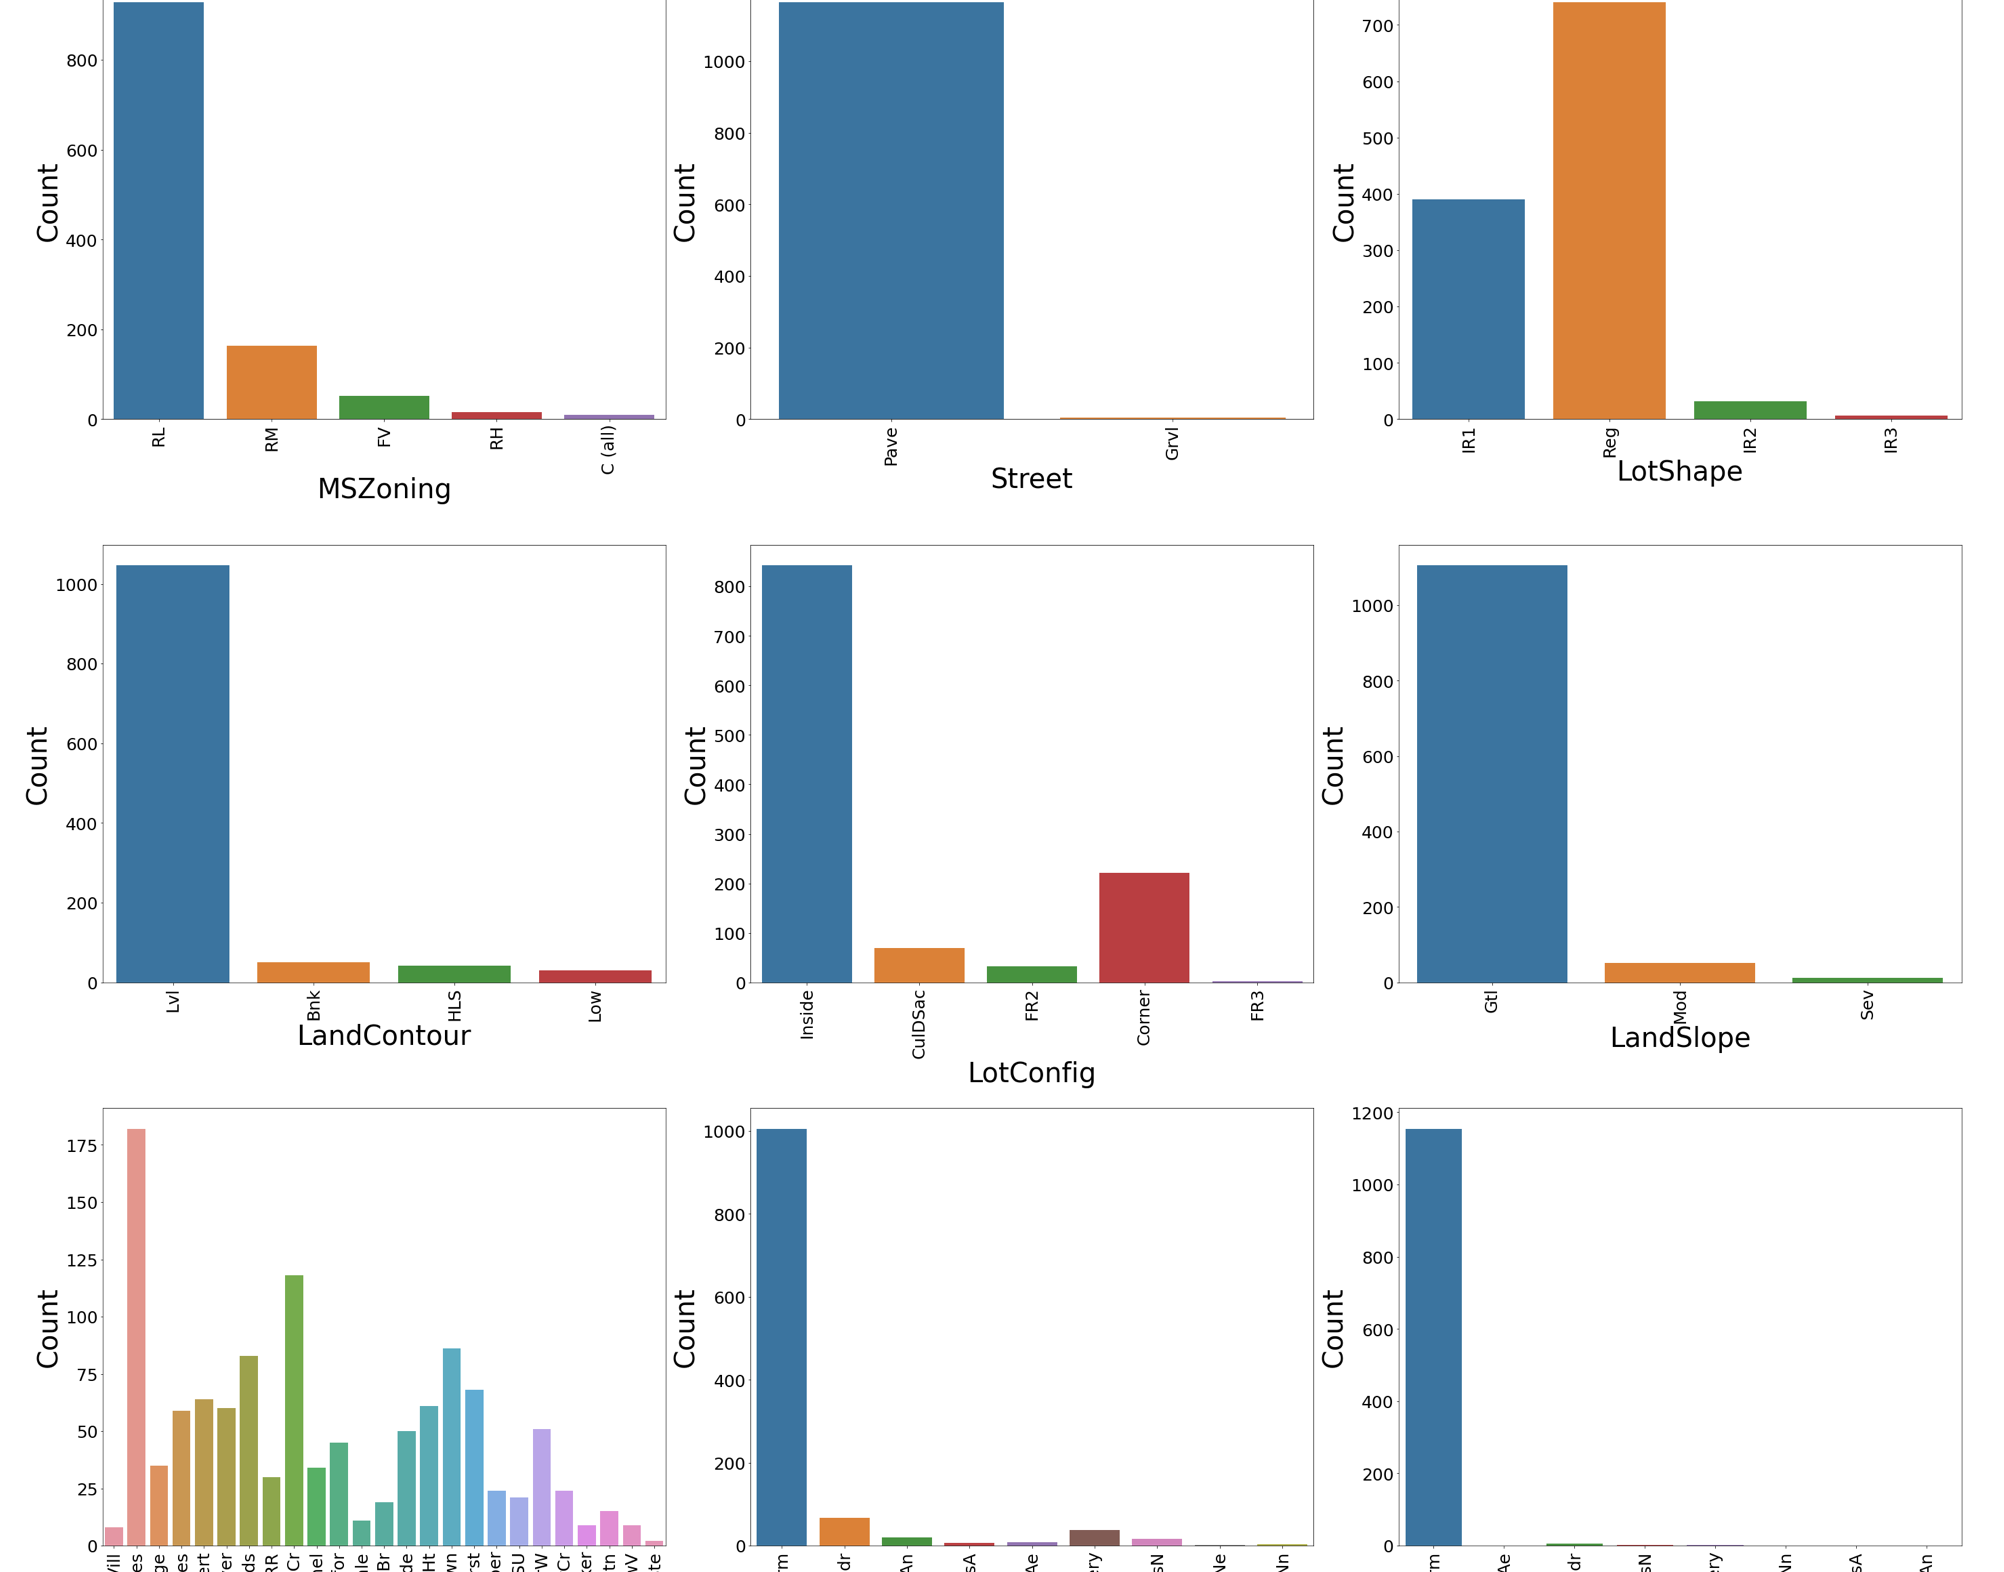 800
600
400
200
0
Count
RL
RM
FV
RH
C (all)
MSZoning
1000
800
600
400
200
0
Count
Pave
Grvl
Street
700
600
500
400
300
200
100
0
Count
IR1
Reg
IR2
IR3
LotShape
1000
800
600
400
200
0
Count
Lvl
Bnk
HLS
Low
LandContour
800
700
600
500
400
300
200
100
0
Count
Inside
CulDSac
FR2
Corner
FR3
LotConfig
1000
800
600
400
200
0
Count
Gtl
Mod
Sev
LandSlope
175
150
125
100
75
50
25
0
Count
1000
800
600
400
200
0
Count
1200
1000
800
600
400
200
0
Count